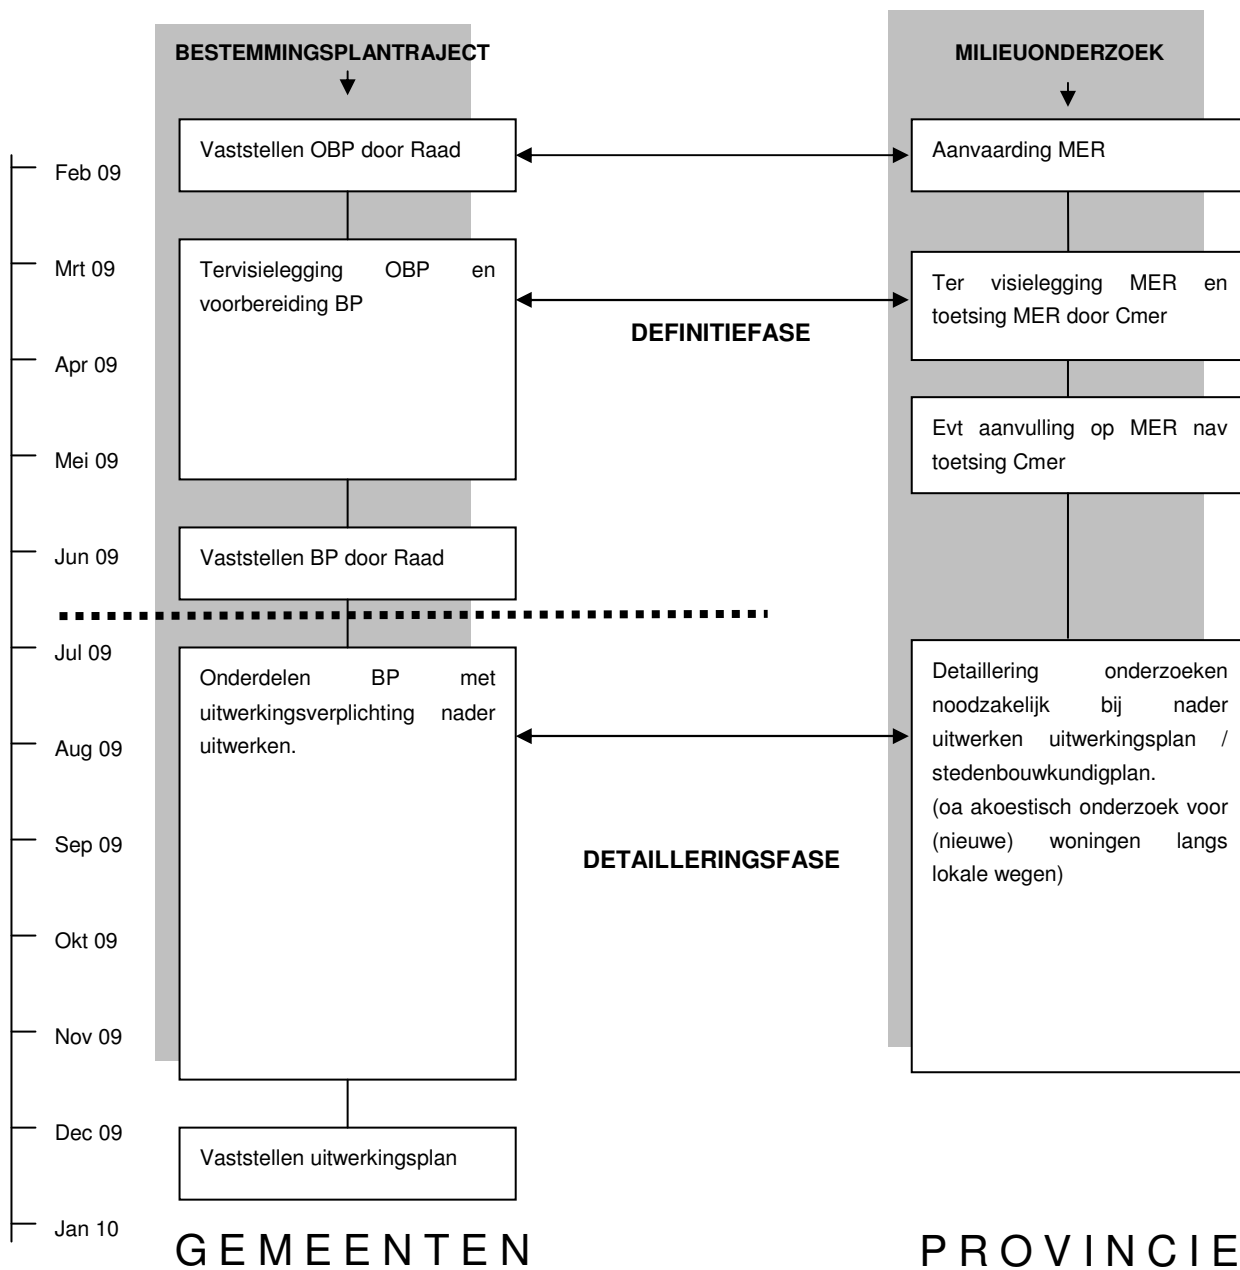 BESTEMMINGSPLANTRAJECT
MILIEUONDERZOEK
Vaststellen OBP door Raad
Aanvaarding MER
Feb 09
Mrt 09
Tervisielegging OBP en
voorbereiding BP
Ter visielegging MER en
toetsing MER door Cmer
DEFINITIEFASE
Apr 09
Evt aanvulling op MER nav
toetsing Cmer
Mei 09
Jun 09
Vaststellen BP door Raad
Jul 09
Onderdelen BP met
uitwerkingsverplichting nader
uitwerken.
Detaillering onderzoeken
noodzakelijk bij nader
uitwerken uitwerkingsplan /
stedenbouwkundigplan.
(oa akoestisch onderzoek voor
(nieuwe) woningen langs
lokale wegen)
Aug 09
Sep 09
DETAILLERINGSFASE
Okt 09
Nov 09
Dec 09
Vaststellen uitwerkingsplan
Jan 10
GEMEENTEN
PROVINCIE